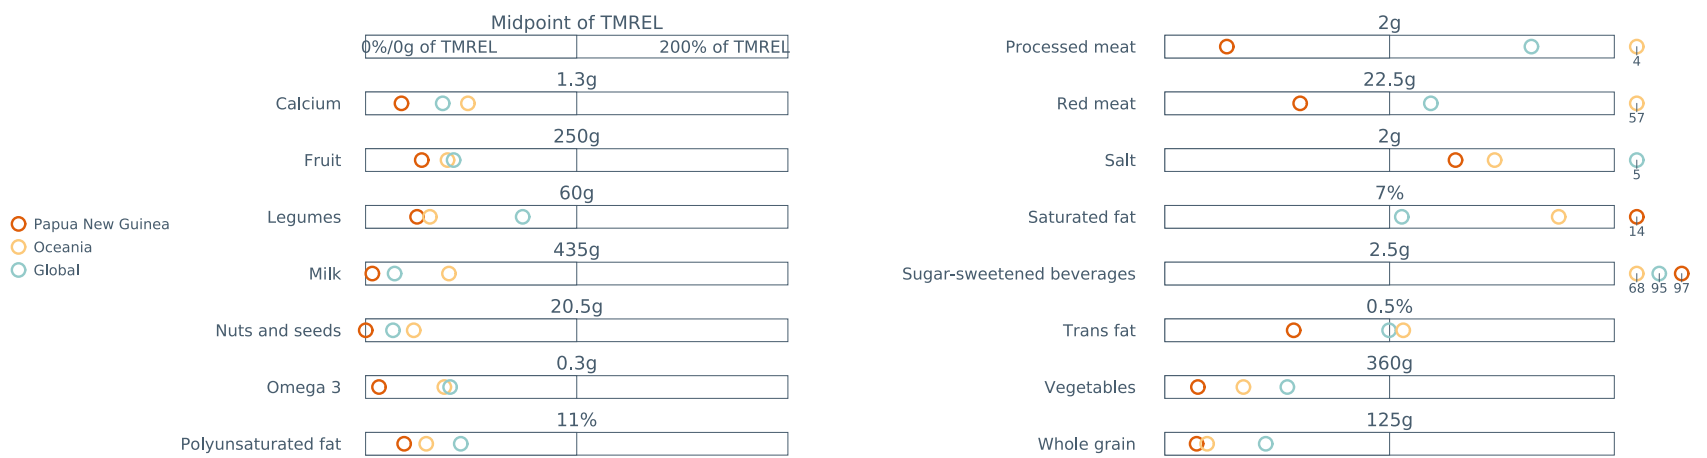 Midpoint of TMREL
0%/0g of TMREL 200% of TMREL
1.3g
Calcium
250g
Fruit
60g
Legumes
435g
Milk
20.5g
Nuts and seeds
0.3g
Omega 3
11%
Polyunsaturated fat
Papua New Guinea
Oceania
Global
2g
Processed meat
4
22.5g
Red meat
57
2g
Salt
5
7%
Saturated fat
14
2.5g
Sugar-sweetened beverages
68 95 97
0.5%
Trans fat
360g
Vegetables
125g
Whole grain